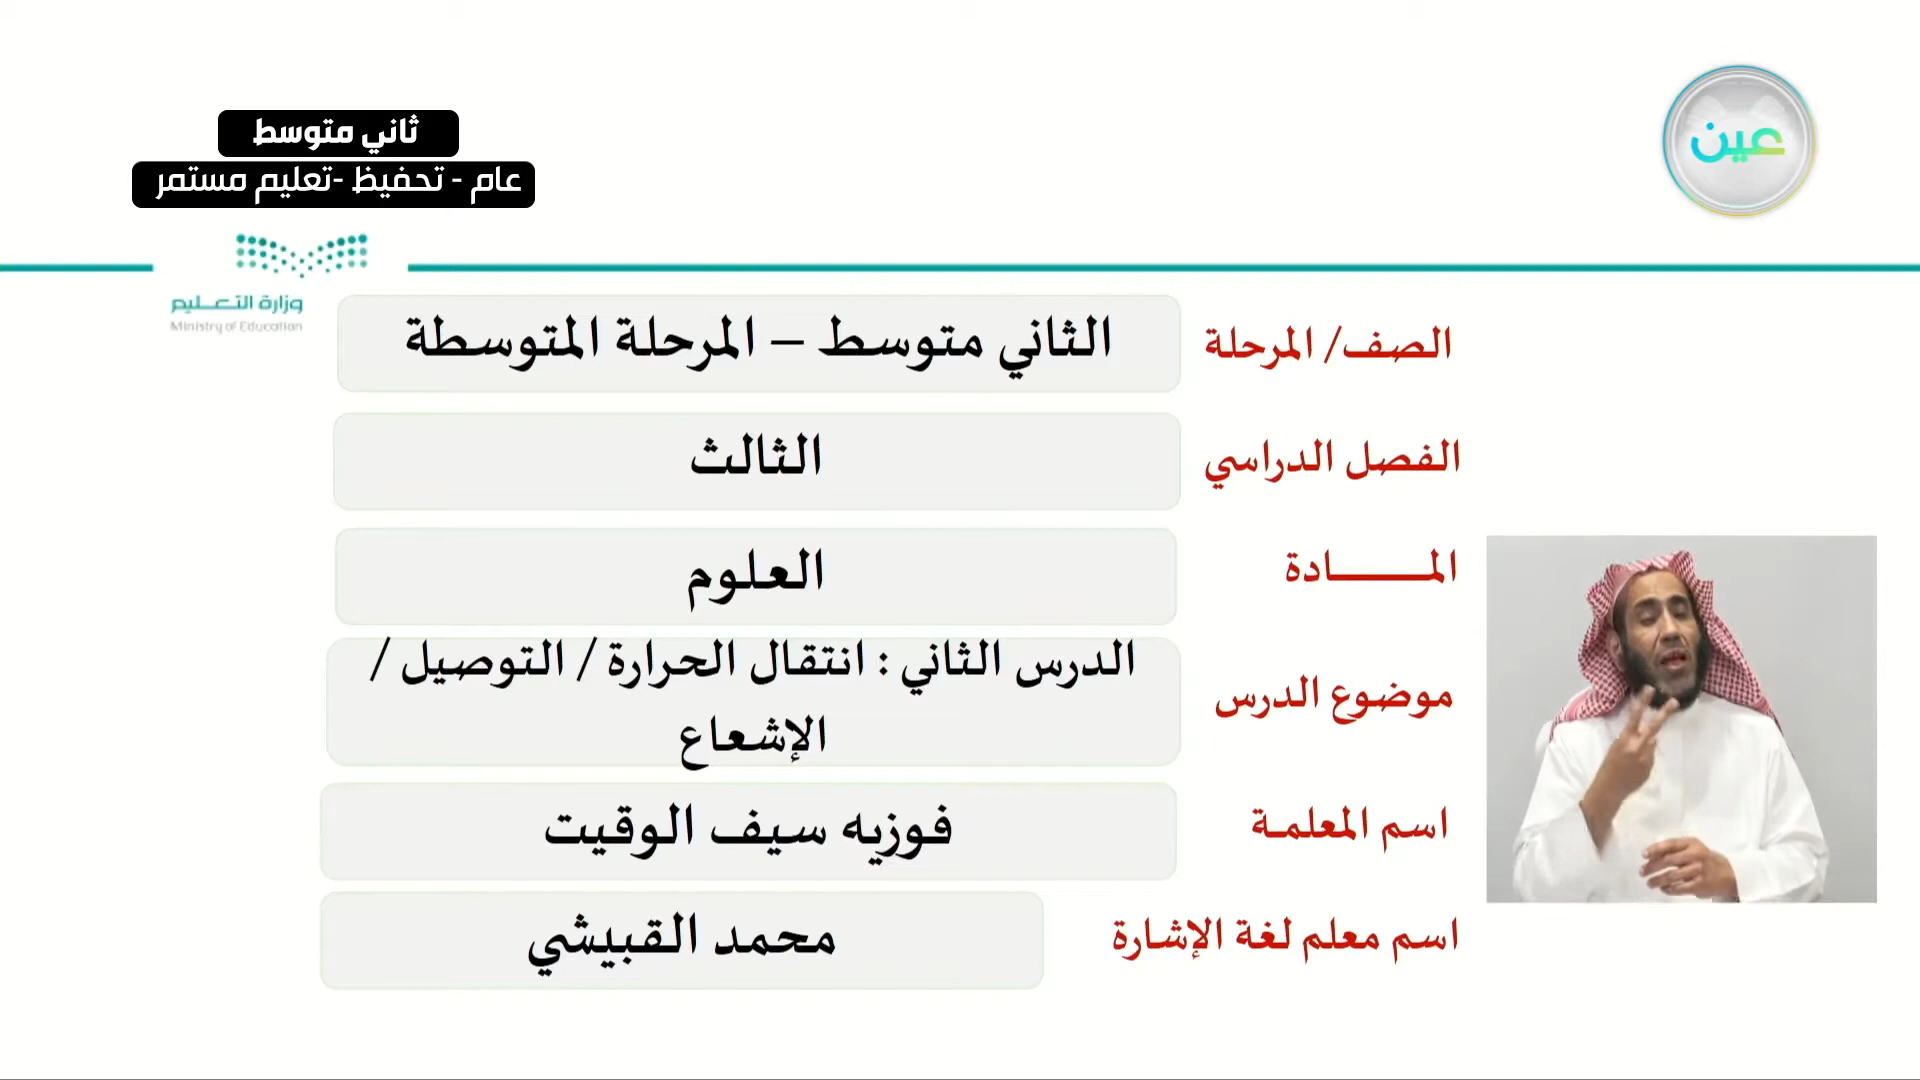 عين
ثاني متوسط
عام - تحفيظ -تعليم مستمر
وزارة التعليم
Ministry of Education
الصف/ المرحلة
الثاني متوسط – المرحلة المتوسطة
الفصل الدراسي
الثالث
المـــــــادة
العلوم
موضوع الدرس
الدرس الثاني : انتقال الحرارة / التوصيل /
الإشعاع
اسم المعلمة
فوزيه سيف الوقيت
اسم معلم لغة الإشارة
محمد القبيشي